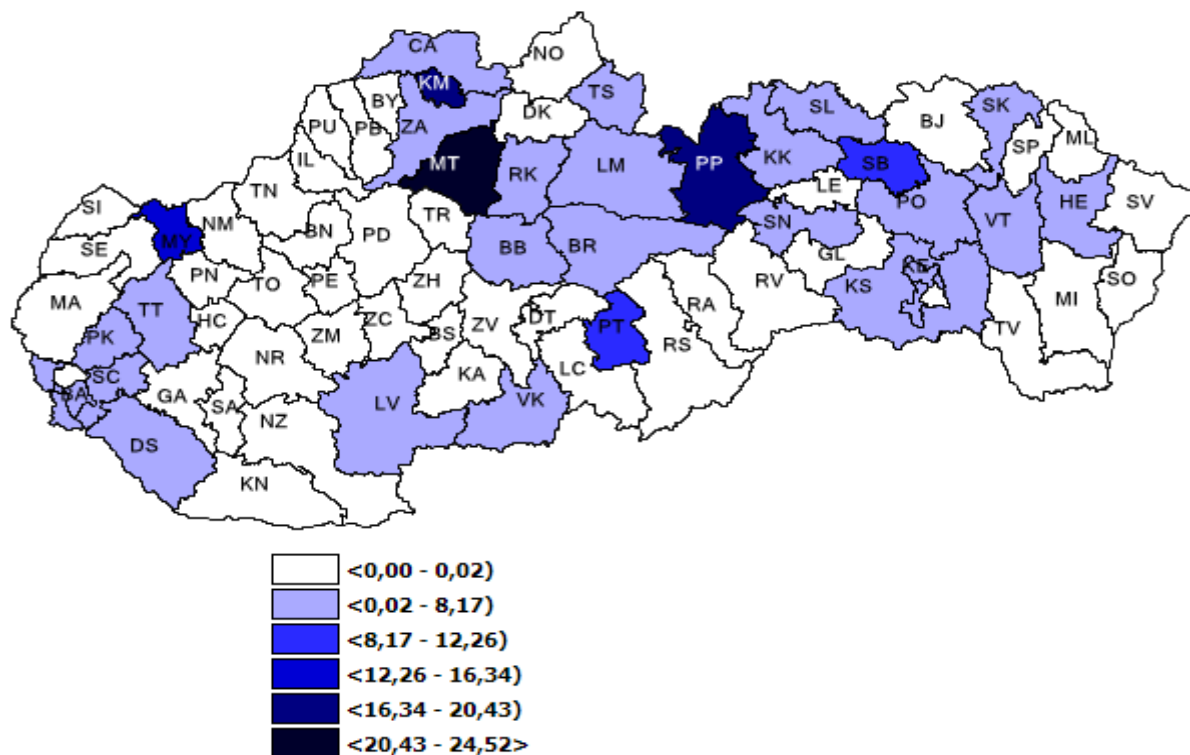 CA
NO
KM
TS
BY
DK
PU
PB
ZA
SL
SK
BJ
ML
SP
IL
MT
RK
LM
PP
KK
SB
LE
HE
TN
SI
TR
PO
SV
NM
BN
PD
SN
VT
SE
MY
BB
BR
GL
PN
TO
PE
ZH
RV
KE
KS
SO
MA
TT
HC
ZM
ZC
BS
ZV
DT
PT
RA
MI
PK
NR
RS
TV
SC
BA
GA
SA
LV
KA
LC
VK
NZ
DS
KN
<0,00 - 0,02)
<0,02 - 8,17)
<8,17 - 12,26)
<12,26 - 16,34)
<16,34 - 20,43)
<20,43 - 24,52>